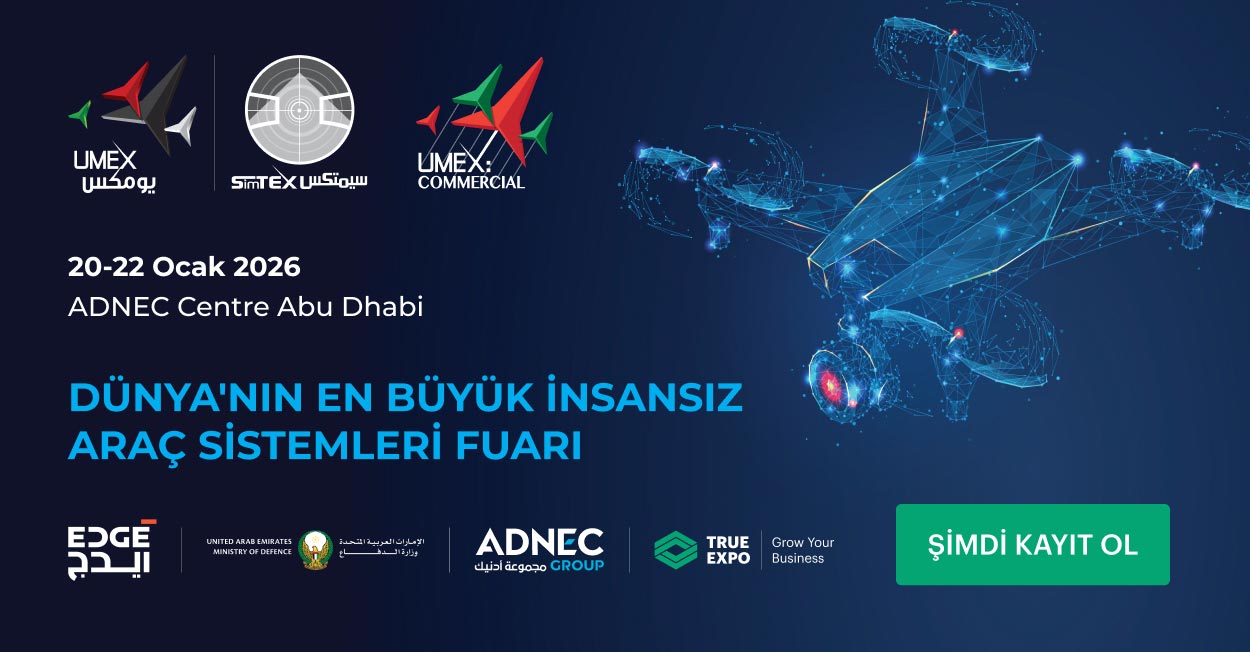 UMEX
يومكس
SimTEX سيمتكس
UMEX:
COMMERCIAL
20-22 Ocak 2026
ADNEC Centre Abu Dhabi
DÜNYA'NIN EN BÜYÜK İNSANSIZ
ARAÇ SİSTEMLERİ FUARI
EDGE
ايدج
UNITED ARAB EMIRATES
MINISTRY OF DEFENCE
الإمارات العربية المتحدة
وزارة الدفاع
ADNEC
مجموعة أدنيك GROUP
TRUE
EXPO
Grow Your
Business
ŞİMDİ KAYIT OL